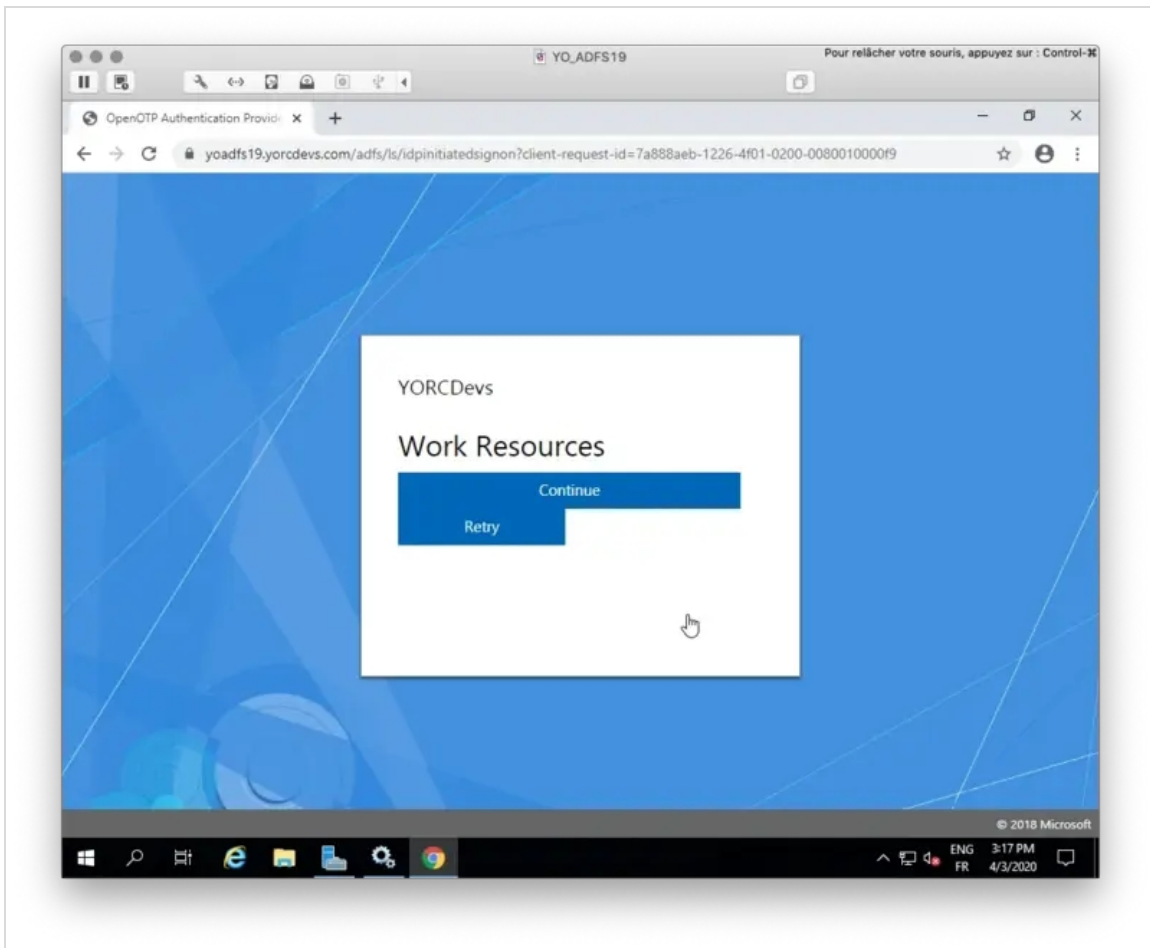 YO_ADFS19
Pour relâcher votre souris, appuyez sur : Control-⌘
OpenOTP Authentication Provid
yoadfs19.yorcdevs.com/adfs/ls/idpinitiatedsignon?client-request-id=7a888aeb-1226-4f01-0200-0080010000f9
YORCDevs
Work Resources
Continue
Retry
© 2018 Microsoft
ENG 3:17 PM
FR 4/3/2020